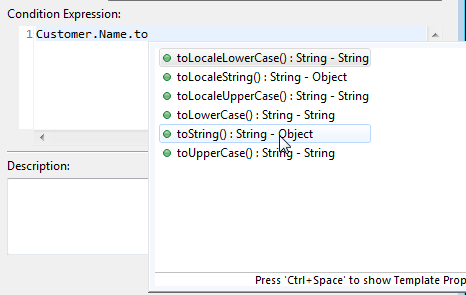 Condition Expression:
1 Customer.Name.to
toLocaleLowerCase() : String - String
toLocaleString() : String - Object
toLocaleUpperCase() : String - String
toLowerCase() : String - String
toString() : String - Object
toUpperCase() : String - String
Description:
Press 'Ctrl+Space' to show Template Prop